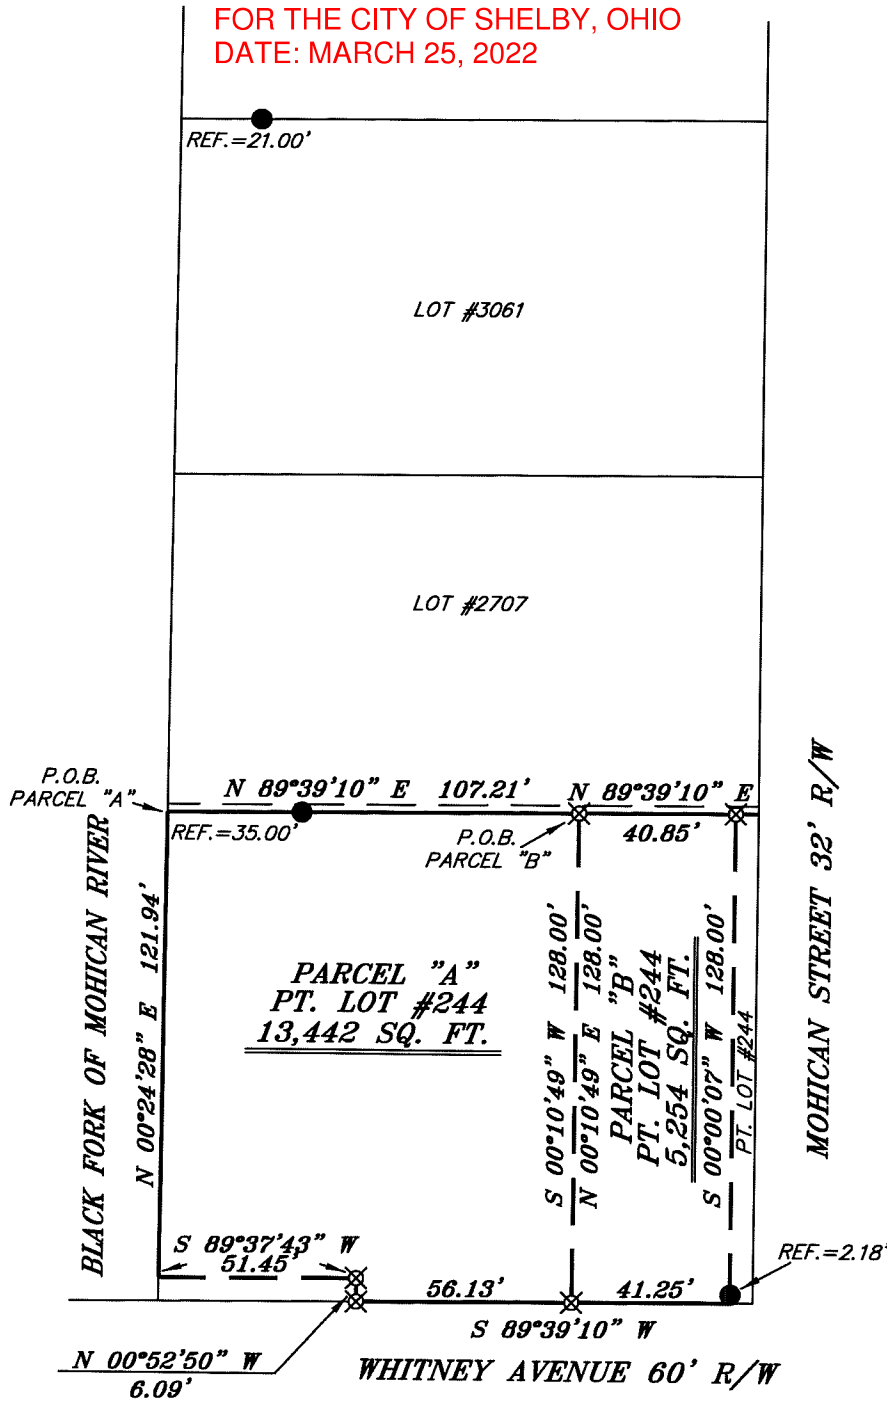 FOR THE CITY OF SHELBY, OHIO
DATE: MARCH 25, 2022
REF.=21.00'
LOT #3061
LOT #2707
P.O.B.
PARCEL "A"
N 89°39'10" E 107.21'
N 89°39'10" E
REF.=35.00'
P.O.B.
PARCEL "B"
40.85'
BLACK FORK OF MOHICAN RIVER
N 00°24'28" E 121.94'
PARCEL "A"
PT. LOT #244
13,442 SQ. FT.
S 00°10'49" W 128.00'
N 00°10'49" E 128.00'
PARCEL "B"
PT. LOT #244
5,254 SQ. FT.
S 00°00'07" W 128.00'
PT. LOT #244
MOHICAN STREET 32' R/W
S 89°37'43" W
51.45'
REF.=2.18'
56.13'
41.25'
S 89°39'10" W
N 00°52'50" W
6.09'
WHITNEY AVENUE 60' R/W